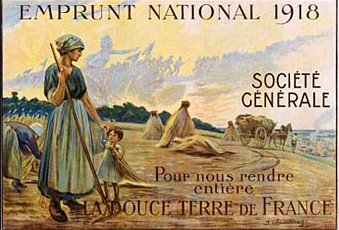 EMPRUNT NATIONAL 1918
SOCIÉTÉ
GÉNÉRALE
Pour nous rendre
entière
LA DOUCE TERRE DE FRANCE